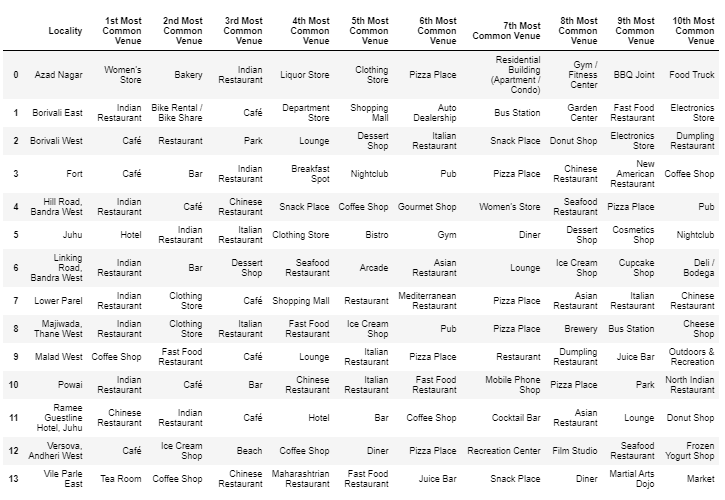 Locality 1st Most Common Venue 2nd Most Common Venue 3rd Most Common Venue 4th Most Common Venue 5th Most Common Venue 6th Most Common Venue 7th Most Common Venue 8th Most Common Venue 9th Most Common Venue 10th Most Common Venue
0 Azad Nagar Women's Store Bakery Indian Restaurant Liquor Store Clothing Store Pizza Place Residential Building (Apartment / Condo) Gym / Fitness Center BBQ Joint Food Truck
1 Borivali East Indian Restaurant Bike Rental / Bike Share Café Department Store Shopping Mall Auto Dealership Bus Station Garden Center Fast Food Restaurant Electronics Store
2 Borivali West Café Restaurant Park Lounge Dessert Shop Italian Restaurant Snack Place Donut Shop Electronics Store Dumpling Restaurant
3 Fort Café Bar Indian Restaurant Breakfast Spot Nightclub Pub Pizza Place Chinese Restaurant New American Restaurant Coffee Shop
4 Hill Road, Bandra West Indian Restaurant Café Chinese Restaurant Snack Place Coffee Shop Gourmet Shop Women's Store Seafood Restaurant Pizza Place Pub
5 Juhu Hotel Indian Restaurant Italian Restaurant Clothing Store Bistro Gym Diner Dessert Shop Cosmetics Shop Nightclub
6 Linking Road, Bandra West Indian Restaurant Bar Dessert Shop Seafood Restaurant Arcade Asian Restaurant Lounge Ice Cream Shop Cupcake Shop Deli / Bodega
7 Lower Parel Indian Restaurant Clothing Store Café Shopping Mall Restaurant Mediterranean Restaurant Pizza Place Asian Restaurant Italian Restaurant Chinese Restaurant
8 Majiwada, Thane West Indian Restaurant Clothing Store Italian Restaurant Fast Food Restaurant Ice Cream Shop Pub Pizza Place Brewery Bus Station Cheese Shop
9 Malad West Coffee Shop Fast Food Restaurant Café Lounge Italian Restaurant Pizza Place Restaurant Dumpling Restaurant Juice Bar Outdoors & Recreation
10 Powai Indian Restaurant Café Bar Chinese Restaurant Italian Restaurant Fast Food Restaurant Mobile Phone Shop Pizza Place Park North Indian Restaurant
11 Ramee Guestline Hotel, Juhu Chinese Restaurant Indian Restaurant Café Hotel Bar Coffee Shop Cocktail Bar Asian Restaurant Lounge Donut Shop
12 Versova, Andheri West Café Ice Cream Shop Beach Coffee Shop Diner Pizza Place Recreation Center Film Studio Seafood Restaurant Frozen Yogurt Shop
13 Vile Parle East Tea Room Coffee Shop Chinese Restaurant Maharashtrian Restaurant Fast Food Restaurant Juice Bar Snack Place Diner Martial Arts Dojo Market